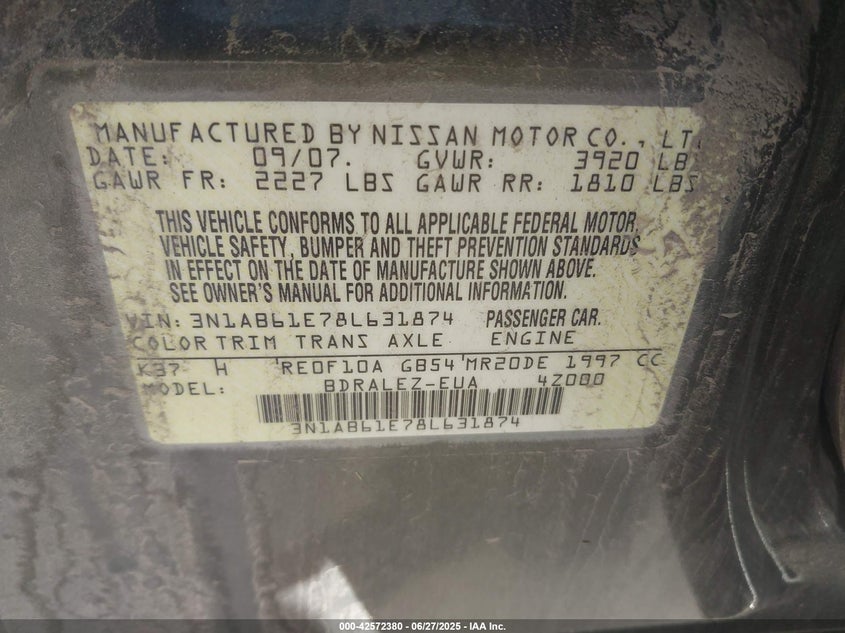 MANUFACTURED BY NISSAN MOTOR CO., LT.
DATE: 09/07. GVWR: 3920 LB
GAWR FR: 2227 LBS GAWR RR: 1810 LBS
THIS VEHICLE CONFORMS TO ALL APPLICABLE FEDERAL MOTOR
VEHICLE SAFETY, BUMPER AND THEFT PREVENTION STANDARDS
IN EFFECT ON THE DATE OF MANUFACTURE SHOWN ABOVE.
SEE OWNER'S MANUAL FOR ADDITIONAL INFORMATION.
VIN: 3N1AB61E78L631874 PASSENGER CAR.
COLOR TRIM TRANS AXLE ENGINE
K37 H RE0F10A GB54 MR20DE 1997 CC
MODEL: BDRALEZ-EUA 4Z000
3N1AB61E78L631874
000-42572380 | 06/27/2025 - IAA Inc.